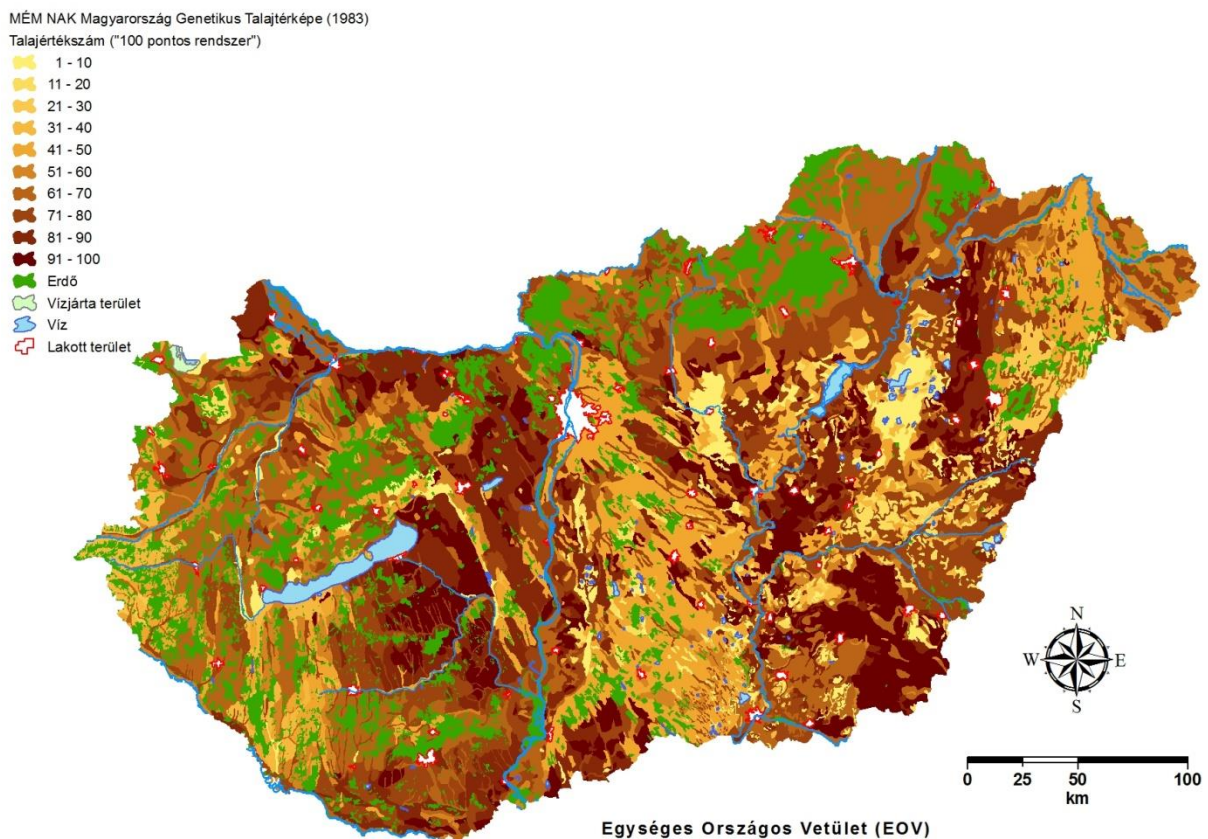 MÉM NAK Magyarország Genetikus Talajtérképe (1983)
Talajértékszám ("100 pontos rendszer")
1 - 10
11 - 20
21 - 30
31 - 40
41 - 50
51 - 60
61 - 70
71 - 80
81 - 90
91 - 100
Erdő
Vízjárta terület
Víz
Lakott terület
N
W E
S
0 25 50 100
km
Egységes Országos Vetület (EOV)